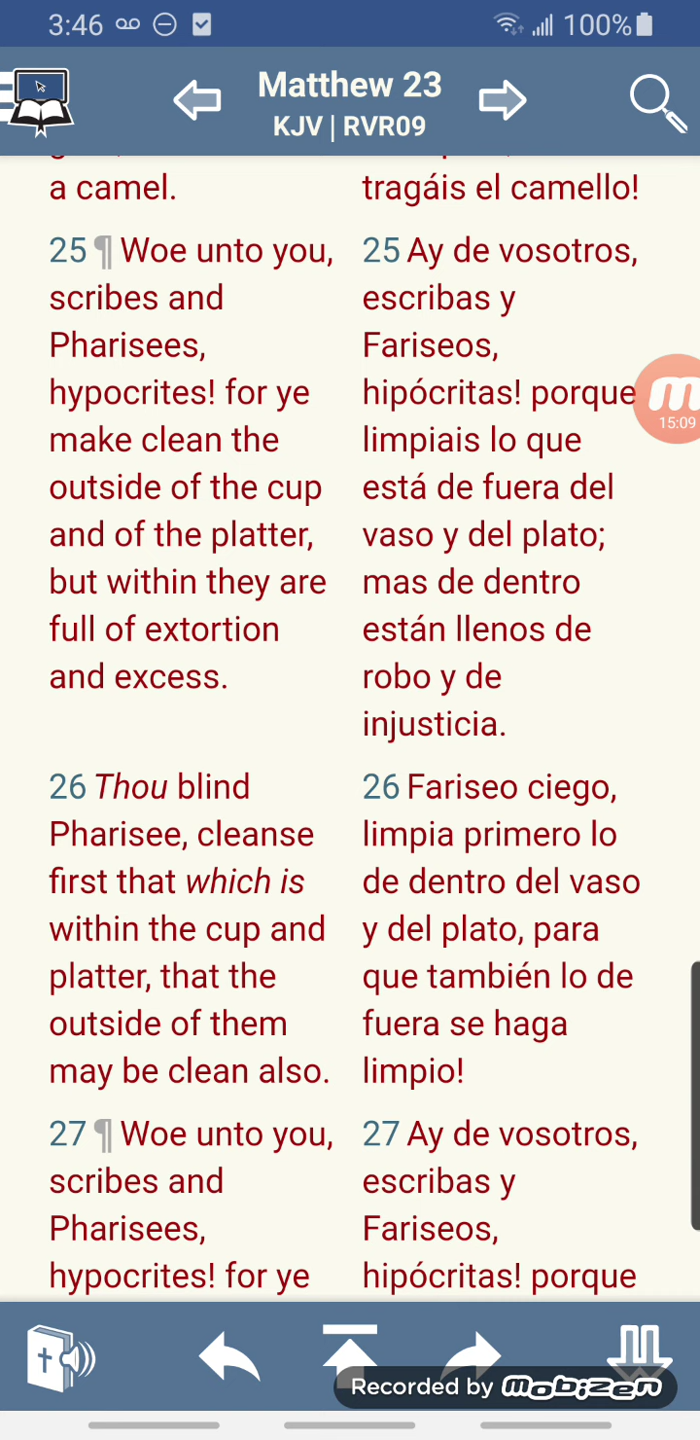 3:46
100%
Matthew 23
KJV | RVR09
a camel.
25 ¶ Woe unto you,
scribes and
Pharisees,
hypocrites! for ye
make clean the
outside of the cup
and of the platter,
but within they are
full of extortion
and excess.
26 Thou blind
Pharisee, cleanse
first that which is
within the cup and
platter, that the
outside of them
may be clean also.
27 ¶ Woe unto you,
scribes and
Pharisees,
hypocrites! for ye
tragáis el camello!
25 Ay de vosotros,
escribas y
Fariseos,
hipócritas! porque
limpiais lo que
está de fuera del
vaso y del plato;
mas de dentro
están llenos de
robo y de
injusticia.
26 Fariseo ciego,
limpia primero lo
de dentro del vaso
y del plato, para
que también lo de
fuera se haga
limpio!
27 Ay de vosotros,
escribas y
Fariseos,
hipócritas! porque
m
15:09
Recorded by mobizen